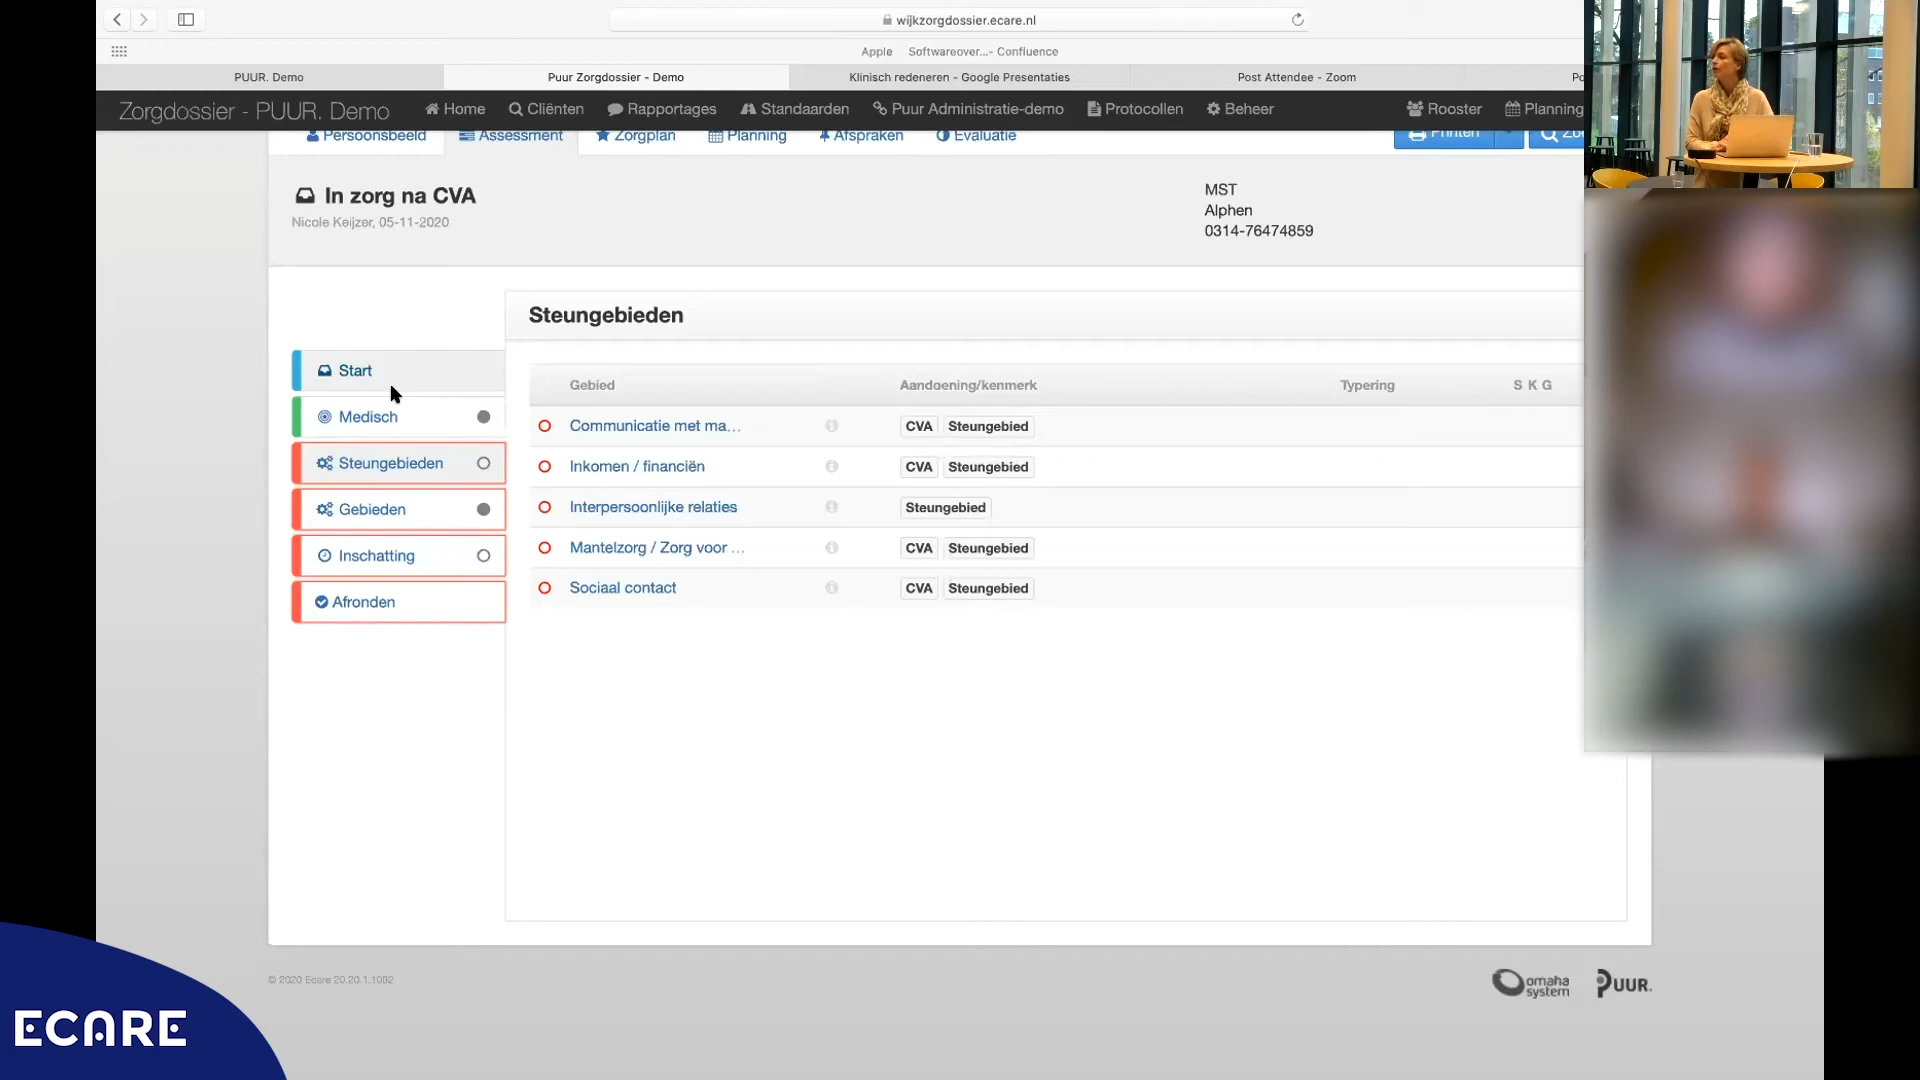 wijkzorgdossier.ecare.nl
Apple Softwareover...- Confluence
PUUR. Demo
Puur Zorgdossier - Demo
Klinisch redeneren - Google Presentaties
Post Attendee - Zoom
Zorgdossier - PUUR. Demo
Home Cliënten Rapportages Standaarden Puur Administratie-demo Protocollen Beheer Rooster Planning
Persoonsbeeld Assessment Zorgplan Planning Afspraken Evaluatie Printen
In zorg na CVA
Nicole Keijzer, 05-11-2020
MST
Alphen
0314-76474859
Start
Medisch
Steungebieden
Gebieden
Inschatting
Afronden
Steungebieden
Gebied Aandoening/kenmerk Typering S K G
Communicatie met ma... CVA Steungebied
Inkomen / financiën CVA Steungebied
Interpersoonlijke relaties Steungebied
Mantelzorg / Zorg voor ... CVA Steungebied
Sociaal contact CVA Steungebied
© 2020 Ecare 20.20.1.1002
omaha
system
PUUR.
ECARE